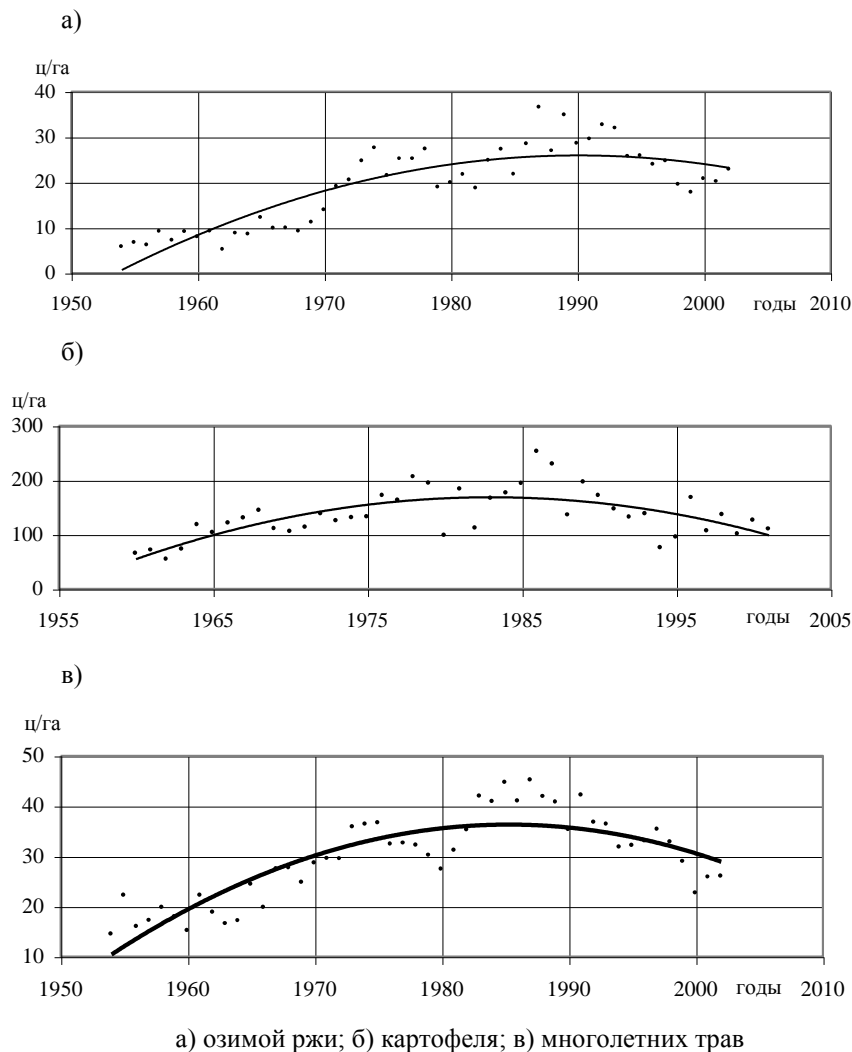 а)
ц/га
40
30
20
10
0
1950 1960 1970 1980 1990 2000 годы 2010
б)
ц/га
300
200
100
0
1955 1965 1975 1985 1995 годы 2005
в)
ц/га
50
40
30
20
10
1950 1960 1970 1980 1990 2000 годы 2010
а) озимой ржи; б) картофеля; в) многолетних трав